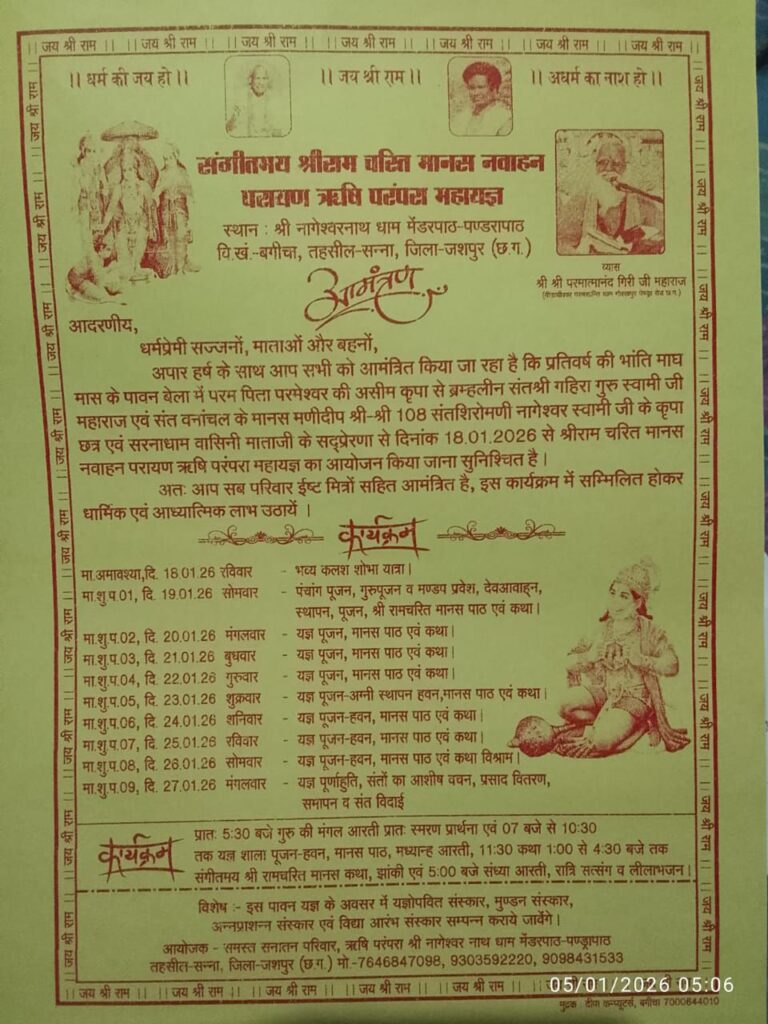 || जय श्री राम || जय श्री राम || जय श्री राम || जय श्री राम || जय श्री राम || जय श्री राम || जय श्री राम ||
|| धर्म की जय हो || || जय श्री राम || || अधर्म का नाश हो ||
संगीतमय श्रीराम चरित मानस नवाहन
परायण ऋषि परंपरा महायज्ञ
स्थान : श्री नागेश्वरनाथ धाम मेंडरपाठ-पण्डरापाठ
वि.खं.-बगीचा, तहसील-सन्ना, जिला-जशपुर (छ.ग.)
व्यास
श्री श्री परमात्मानंद गिरी जी महाराज
आमंत्रण
आदरणीय,
धर्मप्रेमी सज्जनों, माताओं और बहनों,
अपार हर्ष के साथ आप सभी को आमंत्रित किया जा रहा है कि प्रतिवर्ष की भांति माघ
मास के पावन बेला में परम पिता परमेश्वर की असीम कृपा से ब्रम्हलीन संतश्री गहिरा गुरु स्वामी जी
महाराज एवं संत वनांचल के मानस मणीदीप श्री-श्री 108 संतशिरोमणी नागेश्वर स्वामी जी के कृपा
छत्र एवं सरनाधाम वासिनी माताजी के सद्प्रेरणा से दिनांक 18.01.2026 से श्रीराम चरित मानस
नवाहन परायण ऋषि परंपरा महायज्ञ का आयोजन किया जाना सुनिश्चित है।
अतः आप सब परिवार ईष्ट मित्रों सहित आमंत्रित है, इस कार्यक्रम में सम्मिलित होकर
धार्मिक एवं आध्यात्मिक लाभ उठायें ।
कार्यक्रम
मा.अमावश्या,दि. 18.01.26 रविवार - भव्य कलश शोभा यात्रा।
मा.शु.प 01, दि. 19.01.26 सोमवार - पंचांग पूजन, गुरुपूजन व मण्डप प्रवेश, देवआवाह्न,
स्थापन, पूजन, श्री रामचरित मानस पाठ एवं कथा।
मा.शु.प.02, दि. 20.01.26 मंगलवार - यज्ञ पूजन, मानस पाठ एवं कथा।
मा.शु.प.03, दि. 21.01.26 बुधवार - यज्ञ पूजन, मानस पाठ एवं कथा।
मा.शु.प.04, दि. 22.01.26 गुरुवार - यज्ञ पूजन, मानस पाठ एवं कथा।
मा.शु.प.05, दि. 23.01.26 शुक्रवार - यज्ञ पूजन-अग्नी स्थापन हवन,मानस पाठ एवं कथा।
मा.शु.प.06, दि. 24.01.26 शनिवार - यज्ञ पूजन-हवन, मानस पाठ एवं कथा।
मा.शु.प.07, दि. 25.01.26 रविवार - यज्ञ पूजन-हवन, मानस पाठ एवं कथा।
मा.शु.प.08, दि. 26.01.26 सोमवार - यज्ञ पूजन-हवन, मानस पाठ एवं कथा विश्राम।
मा.शु.प.09, दि. 27.01.26 मंगलवार - यज्ञ पूर्णाहुति, संतों का आशीष वचन, प्रसाद वितरण,
समापन व संत विदाई
कार्यक्रम
प्रातः 5:30 बजे गुरु की मंगल आरती प्रातः स्मरण प्रार्थना एवं 07 बजे से 10:30
तक यज्ञ शाला पूजन-हवन, मानस पाठ, मध्यान्ह आरती, 11:30 कथा 1:00 से 4:30 बजे तक
संगीतमय श्री रामचरित मानस कथा, झांकी एवं 5:00 बजे संध्या आरती, रात्रि सत्संग व लीलाभजन।
विशेष :- इस पावन यज्ञ के अवसर में यज्ञोपवित संस्कार, मुण्डन संस्कार,
अन्नप्राशन्न संस्कार एवं विद्या आरंभ संस्कार सम्पन्न कराये जावेंगे।
आयोजक - समस्त सनातन परिवार, ऋषि परंपरा श्री नागेश्वर नाथ धाम मेंडरपाठ-पण्ड्रापाठ
तहसील-सन्ना, जिला-जशपुर (छ.ग.) मो.-7646847098, 9303592220, 9098431533
05/01/2026 05:06
|| जय श्री राम || जय श्री राम || जय श्री राम || जय श्री राम || जय श्री राम || जय श्री राम ||
मुद्रक : दीपा कम्प्यूटर्स, बगीचा 7000644010